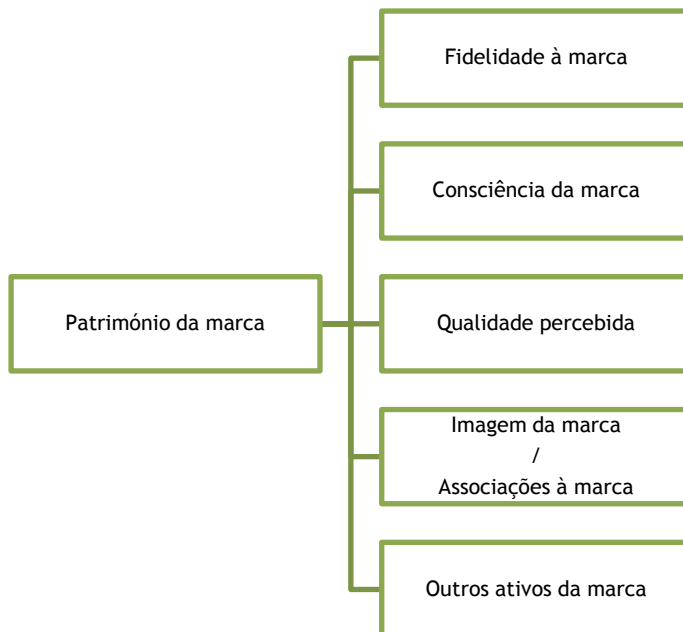 Fidelidade à marca
Consciência da marca
Património da marca
Qualidade percebida
Imagem da marca
/
Associações à marca
Outros ativos da marca